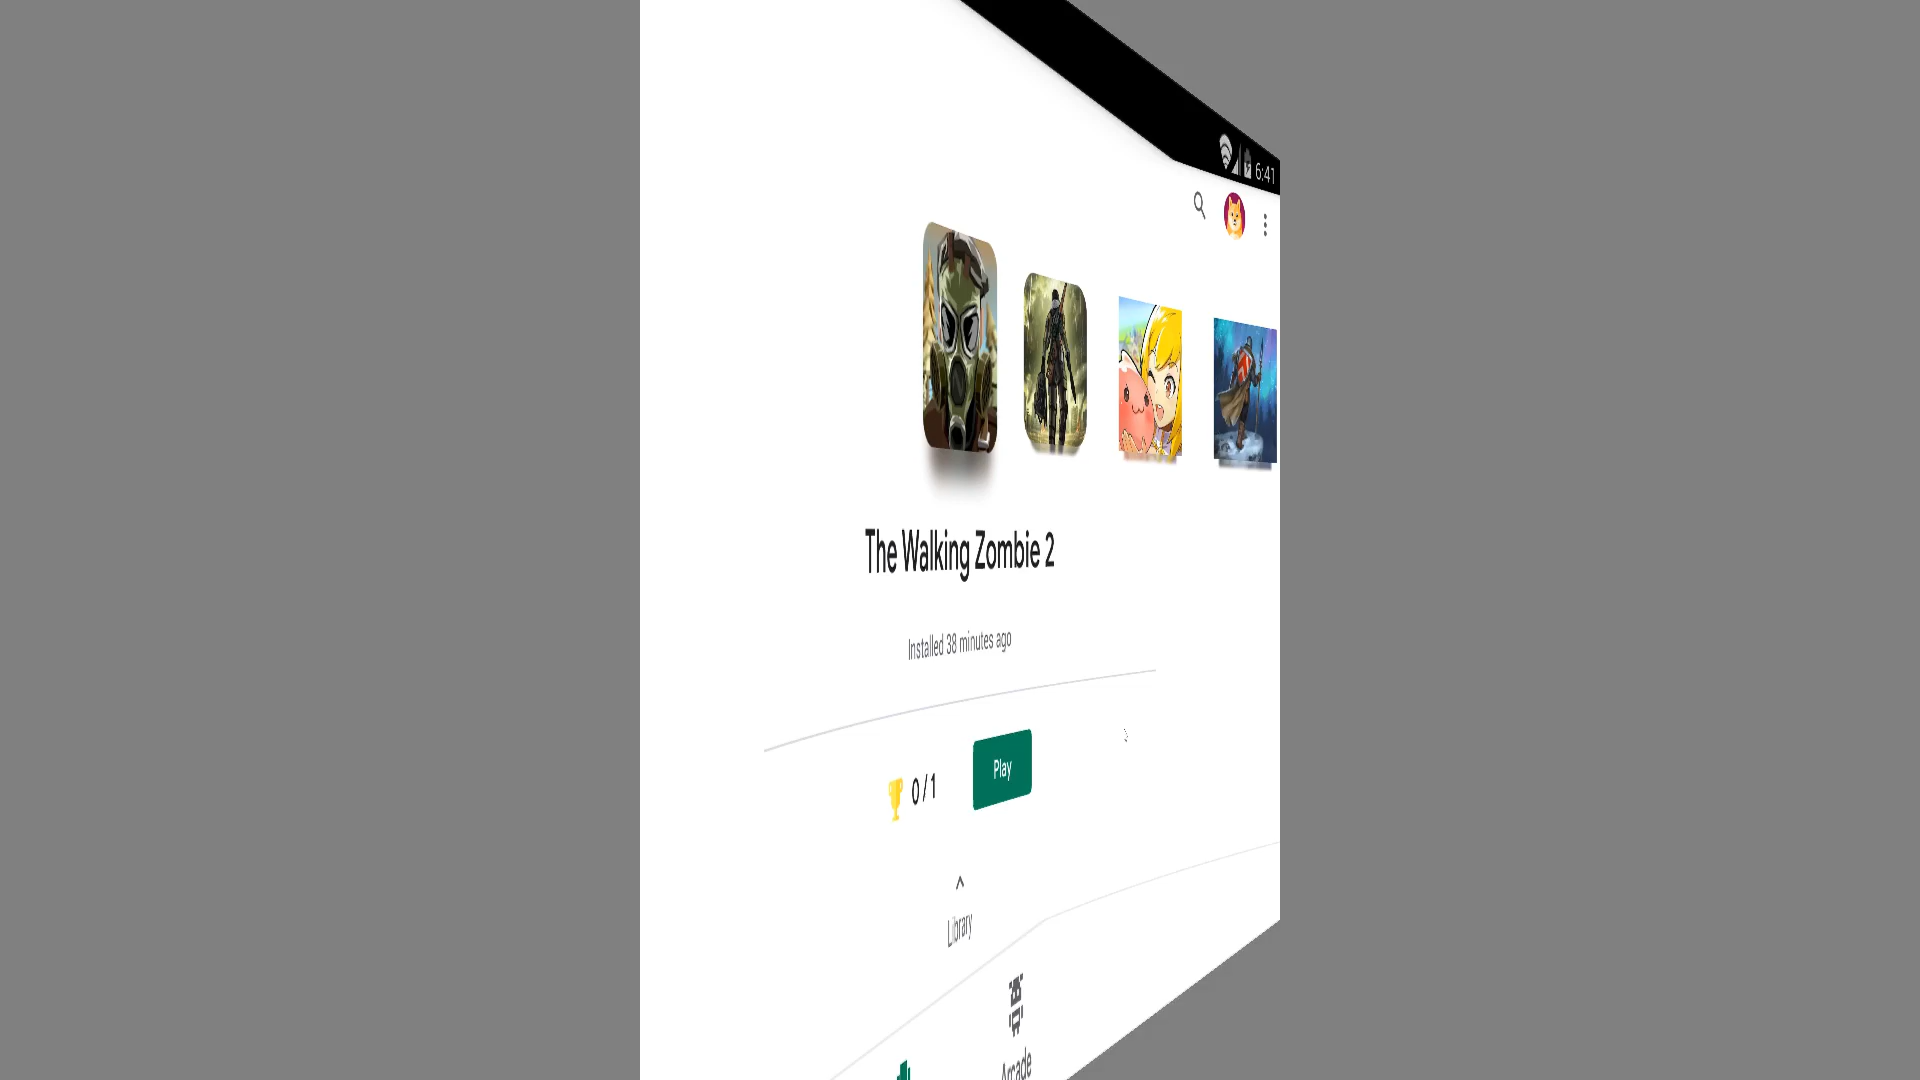 6:41
The Walking Zombie 2
Installed 38 minutes ago
0 / 1
Play
Library
Arcade